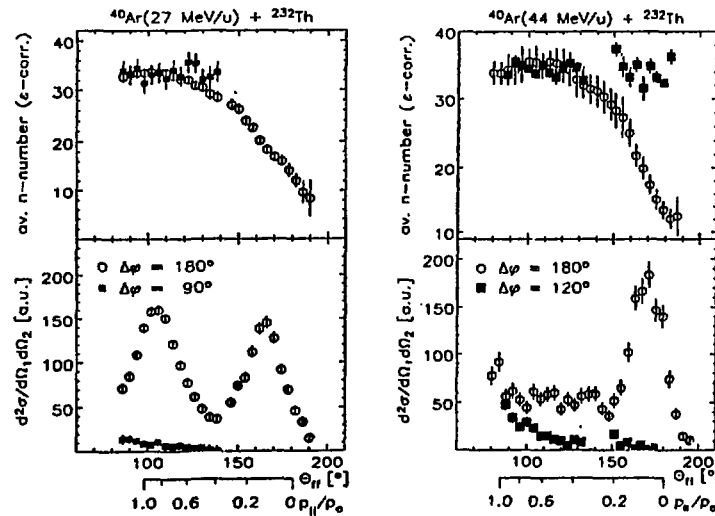 ⁴⁰Ar(27 MeV/u) + ²³²Th
av. n-number (ε-corr.)
40
30
20
10
d²σ/dΩ₁dΩ₂ [a.u.]
200
150
100
50
○ Δφ = 180°
■ Δφ = 90°
100 150 200
Θff [°]
1.0 0.6 0.2 0 p||/p₀
⁴⁰Ar(44 MeV/u) + ²³²Th
av. n-number (ε-corr.)
40
30
20
10
d²σ/dΩ₁dΩ₂ [a.u.]
200
150
100
50
○ Δφ = 180°
■ Δφ = 120°
100 150 200
Θff [°]
1.0 0.6 0.2 0 p||/p₀